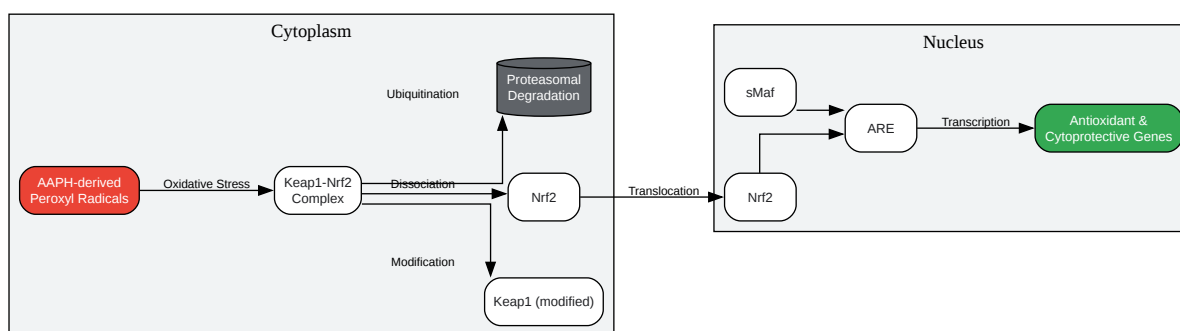 Cytoplasm
Ubiquitination
Proteasomal
Degradation
AAPH-derived
Peroxyl Radicals
Oxidative Stress
Keap1-Nrf2
Complex
Dissociation
Nrf2
Translocation
Modification
Keap1 (modified)
Nucleus
sMaf
ARE
Transcription
Antioxidant &
Cytoprotective Genes
Nrf2